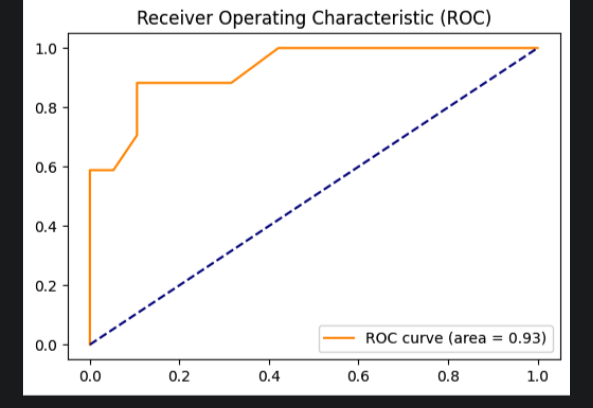 Receiver Operating Characteristic (ROC)
1.0
0.8
0.6
0.4
0.2
0.0
ROC curve (area = 0.93)
0.0 0.2 0.4 0.6 0.8 1.0